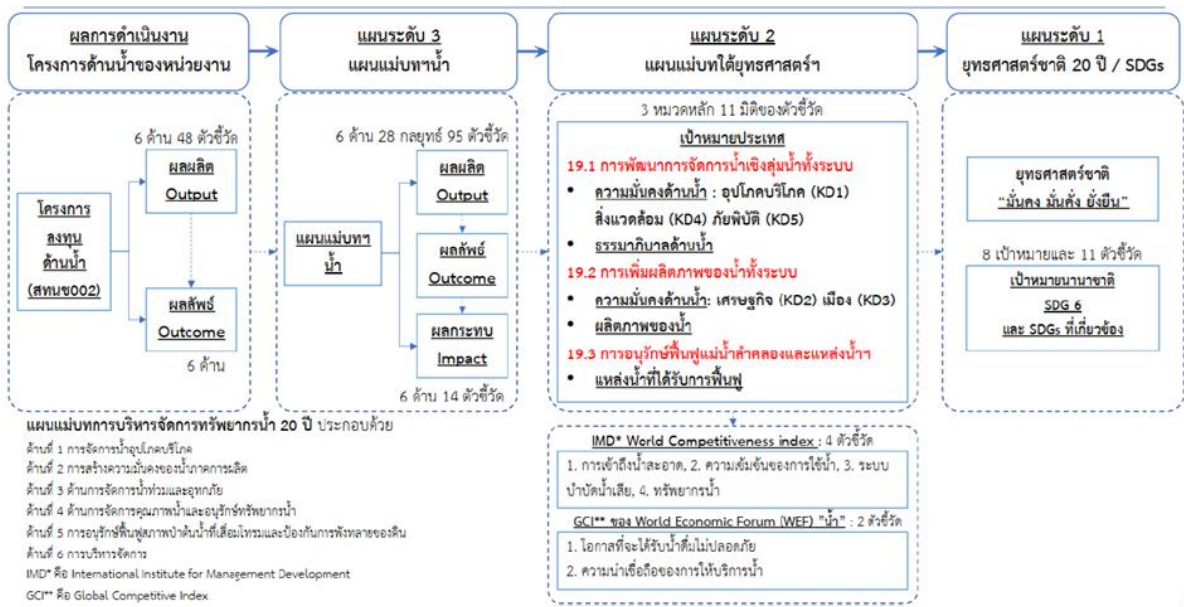 ผลการดำเนินงาน
โครงการด้านน้ำของหน่วยงาน
แผนระดับ 3
แผนแม่บทฯน้ำ
แผนระดับ 2
แผนแม่บทใต้ยุทธศาสตร์ฯ
แผนระดับ 1
ยุทธศาสตร์ชาติ 20 ปี / SDGs
6 ด้าน 48 ตัวชี้วัด
ผลผลิต
Output
โครงการ
ลงทุน
ด้านน้ำ
(สทนช002)
ผลลัพธ์
Outcome
6 ด้าน
6 ด้าน 28 กลยุทธ์ 95 ตัวชี้วัด
ผลผลิต
Output
แผนแม่บทฯ
น้ำ
ผลลัพธ์
Outcome
ผลกระทบ
Impact
6 ด้าน 14 ตัวชี้วัด
3 หมวดหลัก 11 มิติของตัวชี้วัด
เป้าหมายประเทศ
19.1 การพัฒนาการจัดการน้ำเชิงลุ่มน้ำทั้งระบบ
• ความมั่นคงด้านน้ำ : อุปโภคบริโภค (KD1)
สิ่งแวดล้อม (KD4) ภัยพิบัติ (KD5)
• ธรรมาภิบาลด้านน้ำ
19.2 การเพิ่มผลิตภาพของน้ำทั้งระบบ
• ความมั่นคงด้านน้ำ: เศรษฐกิจ (KD2) เมือง (KD3)
• ผลิตภาพของน้ำ
19.3 การอนุรักษ์ฟื้นฟูแม่น้ำลำคลองและแหล่งน้ำฯ
• แหล่งน้ำที่ได้รับการฟื้นฟู
ยุทธศาสตร์ชาติ
“มั่นคง มั่งคั่ง ยั่งยืน”
8 เป้าหมายและ 11 ตัวชี้วัด
เป้าหมายนานาชาติ
SDG 6
และ SDGs ที่เกี่ยวข้อง
แผนแม่บทการบริหารจัดการทรัพยากรน้ำ 20 ปี ประกอบด้วย
ด้านที่ 1 การจัดการน้ำอุปโภคบริโภค
ด้านที่ 2 การสร้างความมั่นคงของน้ำภาคการผลิต
ด้านที่ 3 ด้านการจัดการน้ำท่วมและอุทกภัย
ด้านที่ 4 ด้านการจัดการคุณภาพน้ำและอนุรักษ์ทรัพยากรน้ำ
ด้านที่ 5 การอนุรักษ์ฟื้นฟูสภาพป่าต้นน้ำที่เสื่อมโทรมและป้องกันการพังทลายของดิน
ด้านที่ 6 การบริหารจัดการ
IMD* คือ International Institute for Management Development
GCI** คือ Global Competitive Index
IMD* World Competitiveness index : 4 ตัวชี้วัด
1. การเข้าถึงน้ำสะอาด, 2. ความเข้มข้นของการใช้น้ำ, 3. ระบบ
บำบัดน้ำเสีย, 4. ทรัพยากรน้ำ
GCI** ของ World Economic Forum (WEF) "น้ำ" : 2 ตัวชี้วัด
1. โอกาสที่จะได้รับน้ำดื่มไม่ปลอดภัย
2. ความน่าเชื่อถือของการให้บริการน้ำ